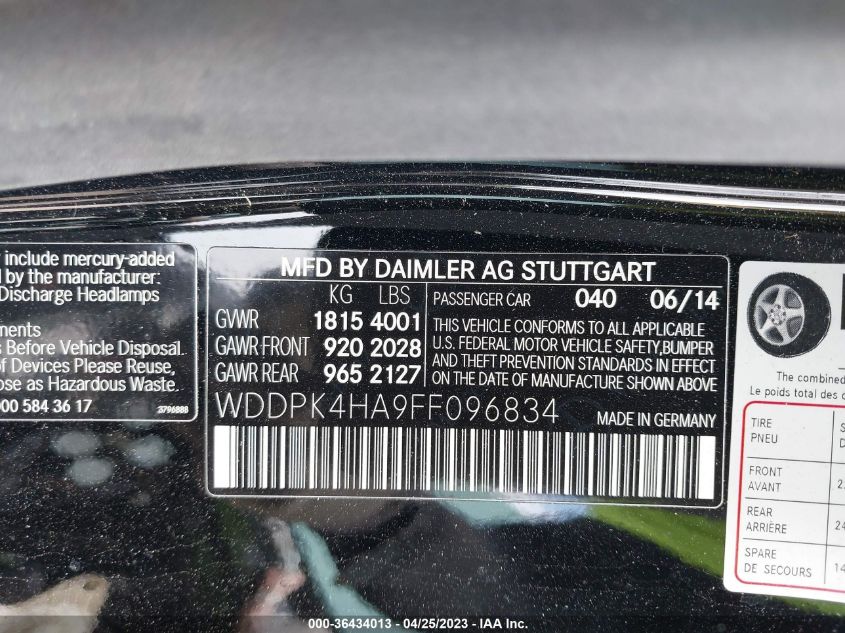 include mercury-added
by the manufacturer:
Discharge Headlamps
Before Vehicle Disposal.
of Devices Please Reuse,
as Hazardous Waste.
584 36 17
MFD BY DAIMLER AG STUTTGART
KG LBS
GVWR 1815 4001
GAWR FRONT 920 2028
GAWR REAR 965 2127
PASSENGER CAR 040 06/14
THIS VEHICLE CONFORMS TO ALL APPLICABLE
U.S. FEDERAL MOTOR VEHICLE SAFETY,BUMPER
AND THEFT PREVENTION STANDARDS IN EFFECT
ON THE DATE OF MANUFACTURE SHOWN ABOVE
WDDPK4HA9FF096834 MADE IN GERMANY
The combined
Le poids total des
TIRE
PNEU
FRONT
AVANT
REAR
ARRIÈRE
SPARE
DE SECOURS
000-36434013 - 04/25/2023 - IAA Inc.